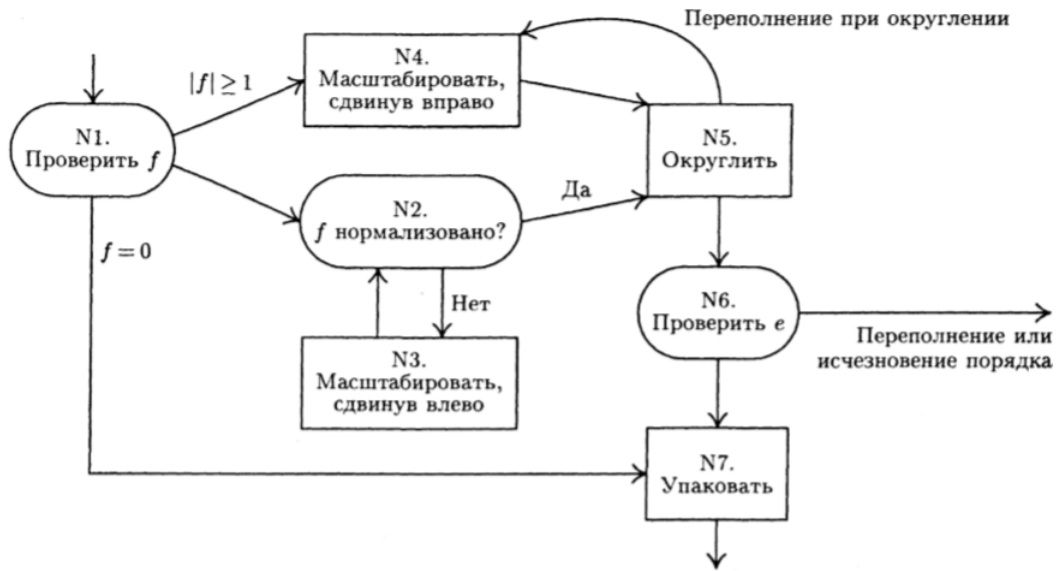 Переполнение при округлении
N4.
Масштабировать,
сдвинув вправо
|f| ≥ 1
N1.
Проверить f
N5.
Округлить
Да
N2.
f нормализовано?
f = 0
Нет
N6.
Проверить e
Переполнение или
исчезновение порядка
N3.
Масштабировать,
сдвинув влево
N7.
Упаковать